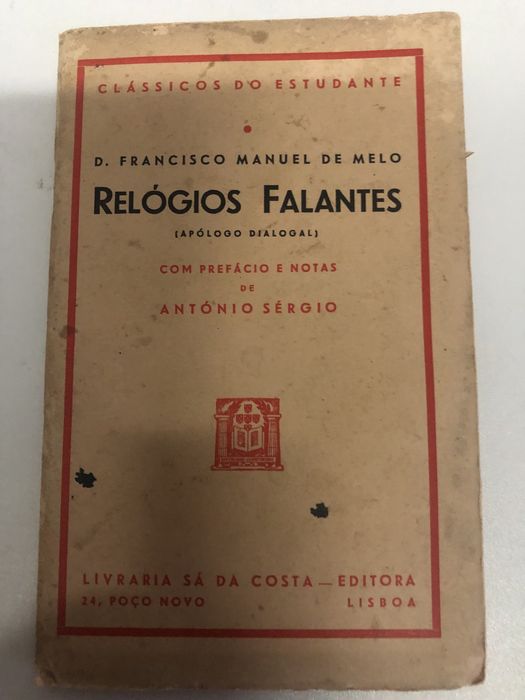 CLÁSSICOS DO ESTUDANTE
D. FRANCISCO MANUEL DE MELO
RELÓGIOS FALANTES
(APÓLOGO DIALOGAL)
COM PREFÁCIO E NOTAS
DE
ANTÓNIO SÉRGIO
LIVRARIA SÁ DA COSTA — EDITORA
24, POÇO NOVO LISBOA